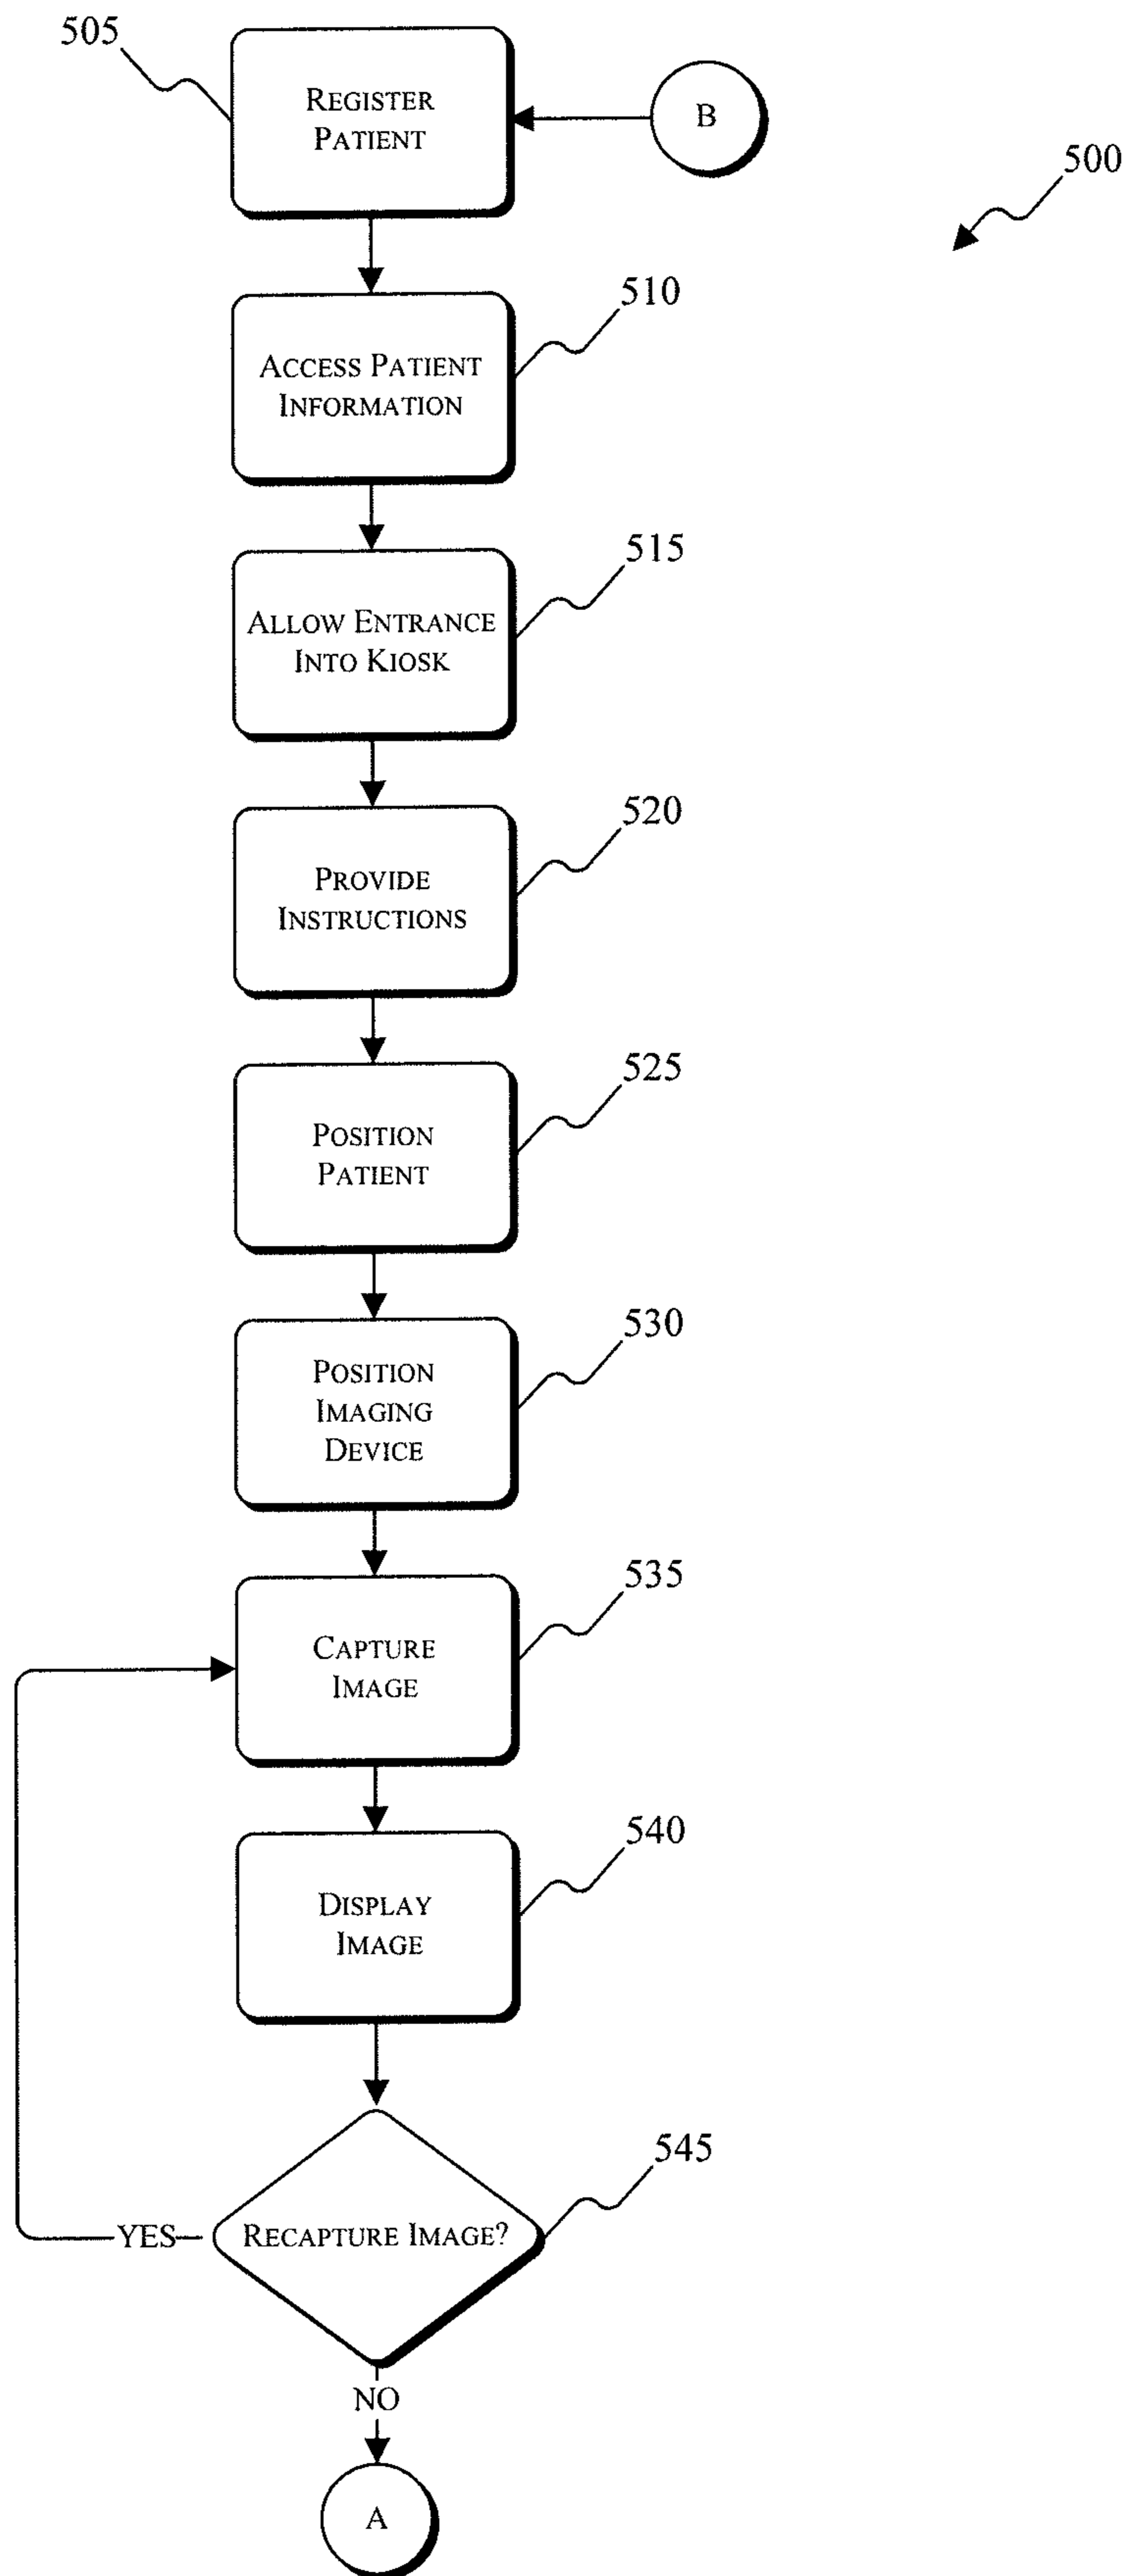 505
REGISTER
PATIENT
B
500
510
ACCESS PATIENT
INFORMATION
515
ALLOW ENTRANCE
INTO KIOSK
520
PROVIDE
INSTRUCTIONS
525
POSITION
PATIENT
530
POSITION
IMAGING
DEVICE
535
CAPTURE
IMAGE
540
DISPLAY
IMAGE
545
RECAPTURE IMAGE?
YES
NO
A